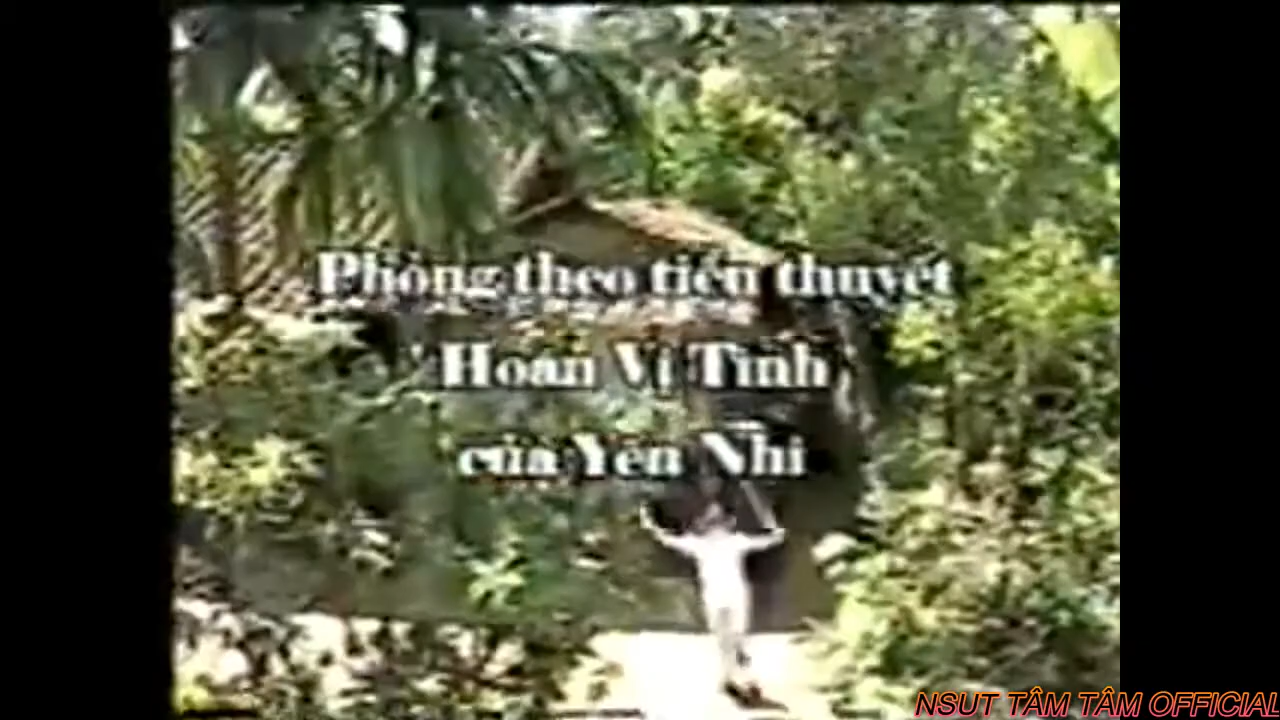 Phỏng theo tiểu thuyết
Hoán Vị Tình
của Yên Nhi
NSUT TÂM TÂM OFFICIAL